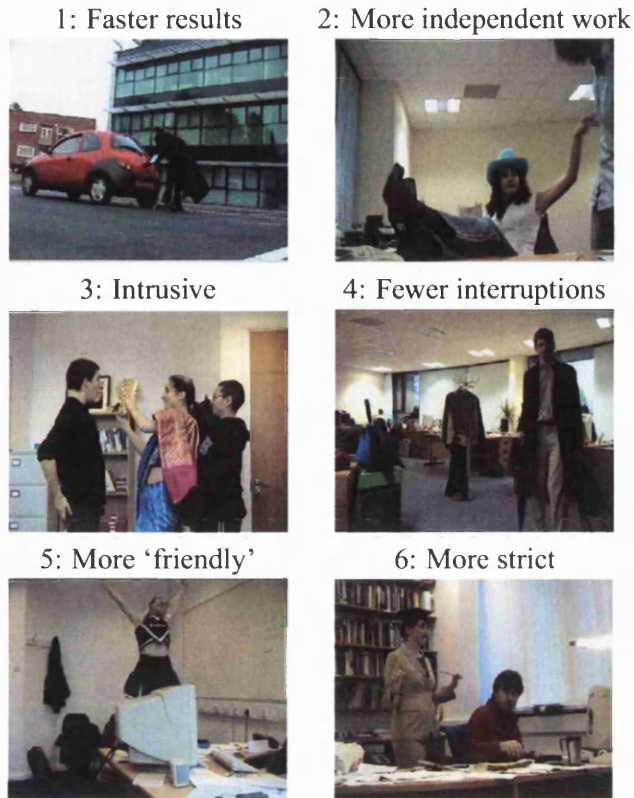 1: Faster results
2: More independent work
3: Intrusive
4: Fewer interruptions
5: More ‘friendly’
6: More strict